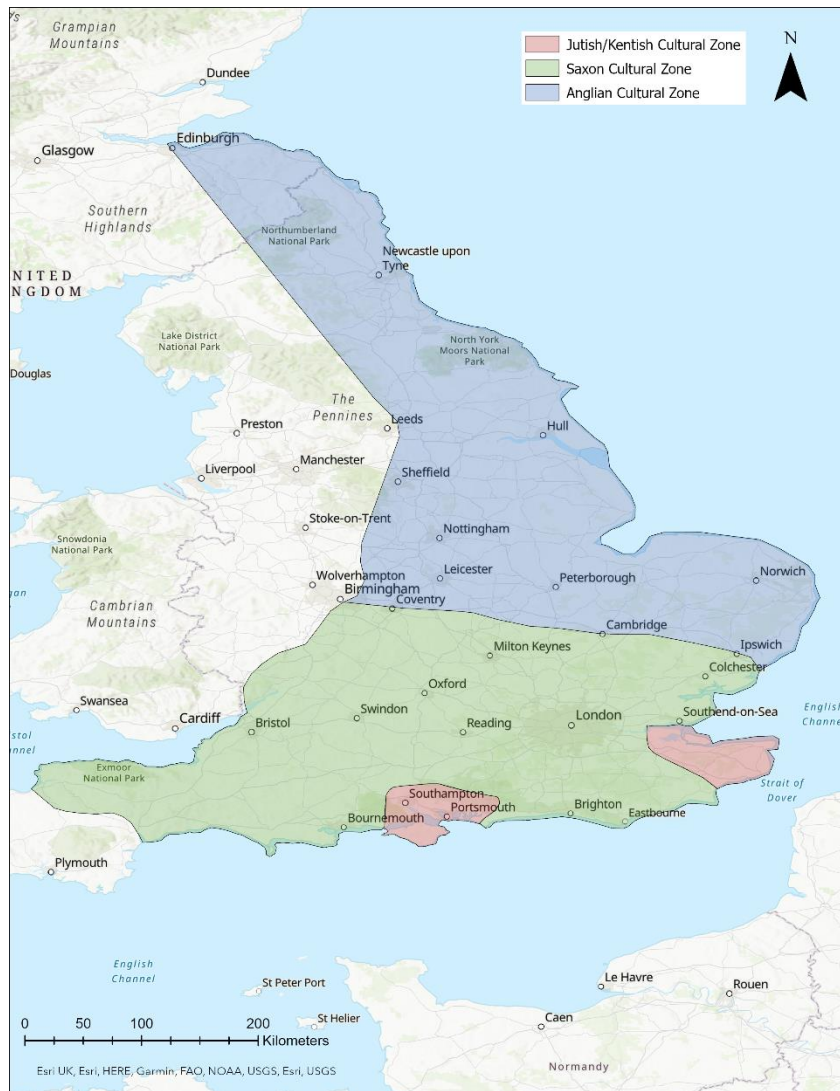 Grampian
Mountains
Dundee
Jutish/Kentish Cultural Zone
Saxon Cultural Zone
Anglian Cultural Zone
N
Edinburgh
Glasgow
Southern
Highlands
Northumberland
National Park
Newcastle upon
Tyne
NITED
NGDOM
Lake District
National Park
North York
Moors National
Park
Douglas
The
Pennines
Leeds
Preston
Hull
Manchester
Liverpool
Sheffield
Stoke-on-Trent
Nottingham
Snowdonia
National Park
Leicester
Peterborough
Norwich
Wolverhampton
Birmingham
Coventry
Cambrian
Mountains
Cambridge
Ipswich
Milton Keynes
Colchester
Oxford
Swansea
Cardiff
Swindon
Bristol
Reading
London
Southend-on-Sea
English
Channel
Exmoor
National Park
Strait of
Dover
Southampton
Portsmouth
Brighton
Bournemouth
Eastbourne
Plymouth
English
Channel
St Peter Port
Le Havre
Rouen
St Helier
Caen
Normandy
0 50 100 200
Kilometers
Esri UK, Esri, HERE, Garmin, FAO, NOAA, USGS, Esri, USGS